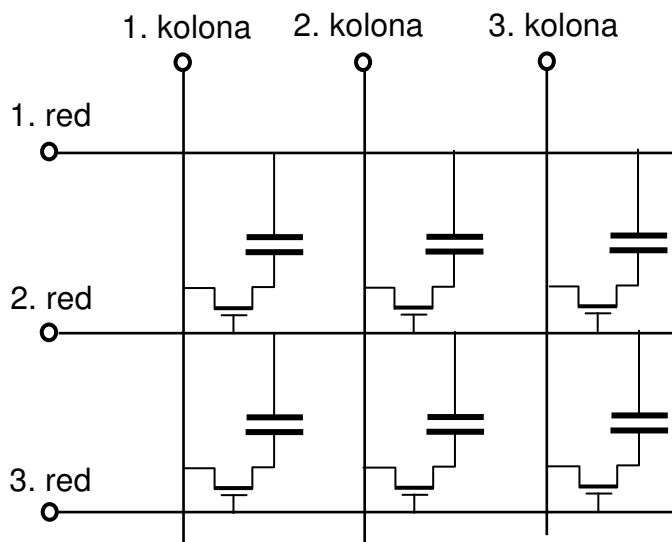 1. kolona
2. kolona
3. kolona
1. red
2. red
3. red